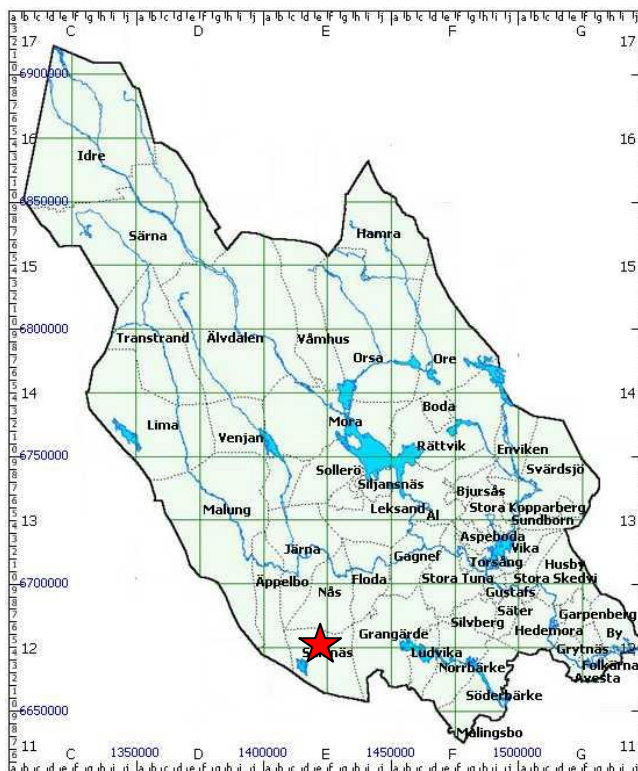 C D E F G
17 17
6900000
16 16
Idre
6850000
Särna Hamra
15 15
6800000
Transtrand Älvdalen Våmhus
Orsa Ore
14 14
Boda
Lima Mora
Venjan Rättvik
6750000 Enviken
Sollerö Svärdsjö
Siljansnäs
Bjursås
Malung Leksand Stora Kopparberg
Ål
13 Sundborn 13
Aspeboda
Vika
Järna Gagnef Torsång Husby
Äppelbo Floda Stora Tuna Stora Skedvi
6700000
Nås Gustafs
Säter Garpenberg
Silvberg
Grangärde Hedemora By
12 Ludvika Grytnäs 12
Norrbärke Folkärna
Avesta
Söderbärke
6650000
Malingsbo
11 1350000 1400000 1450000 1500000 11
C D E F G